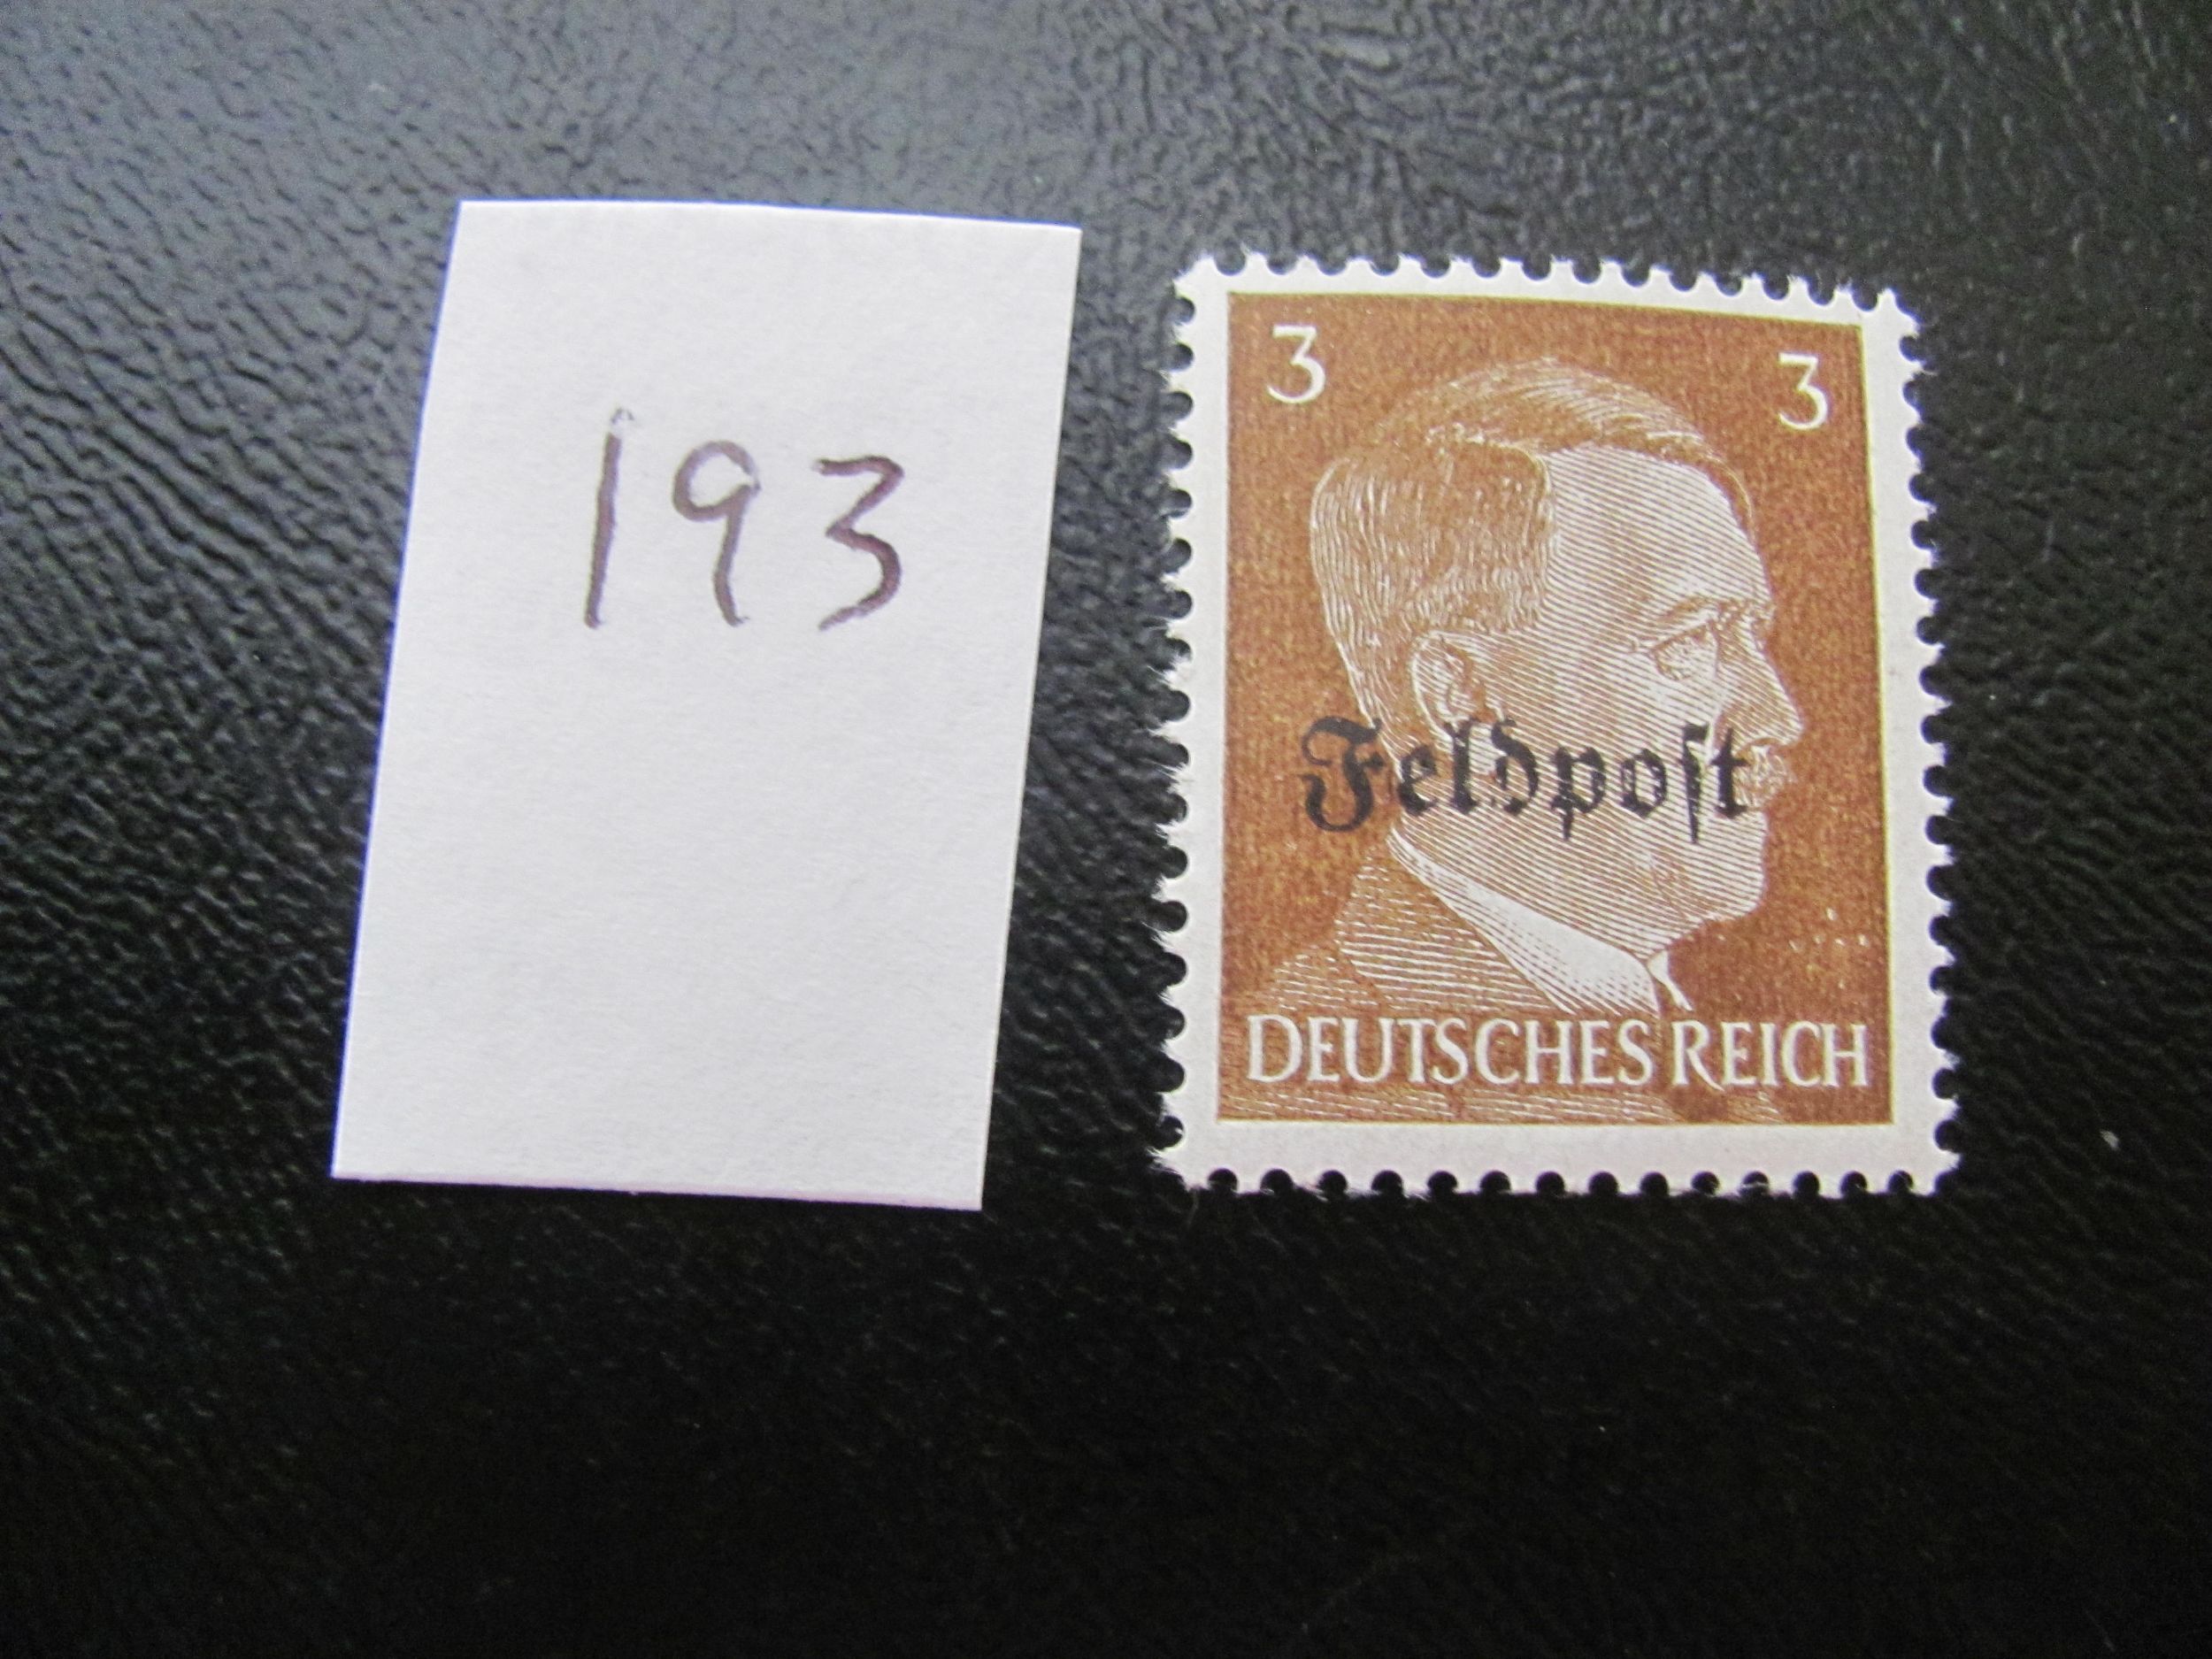 193
3 3
Feldpoſt
DEUTSCHES REICH